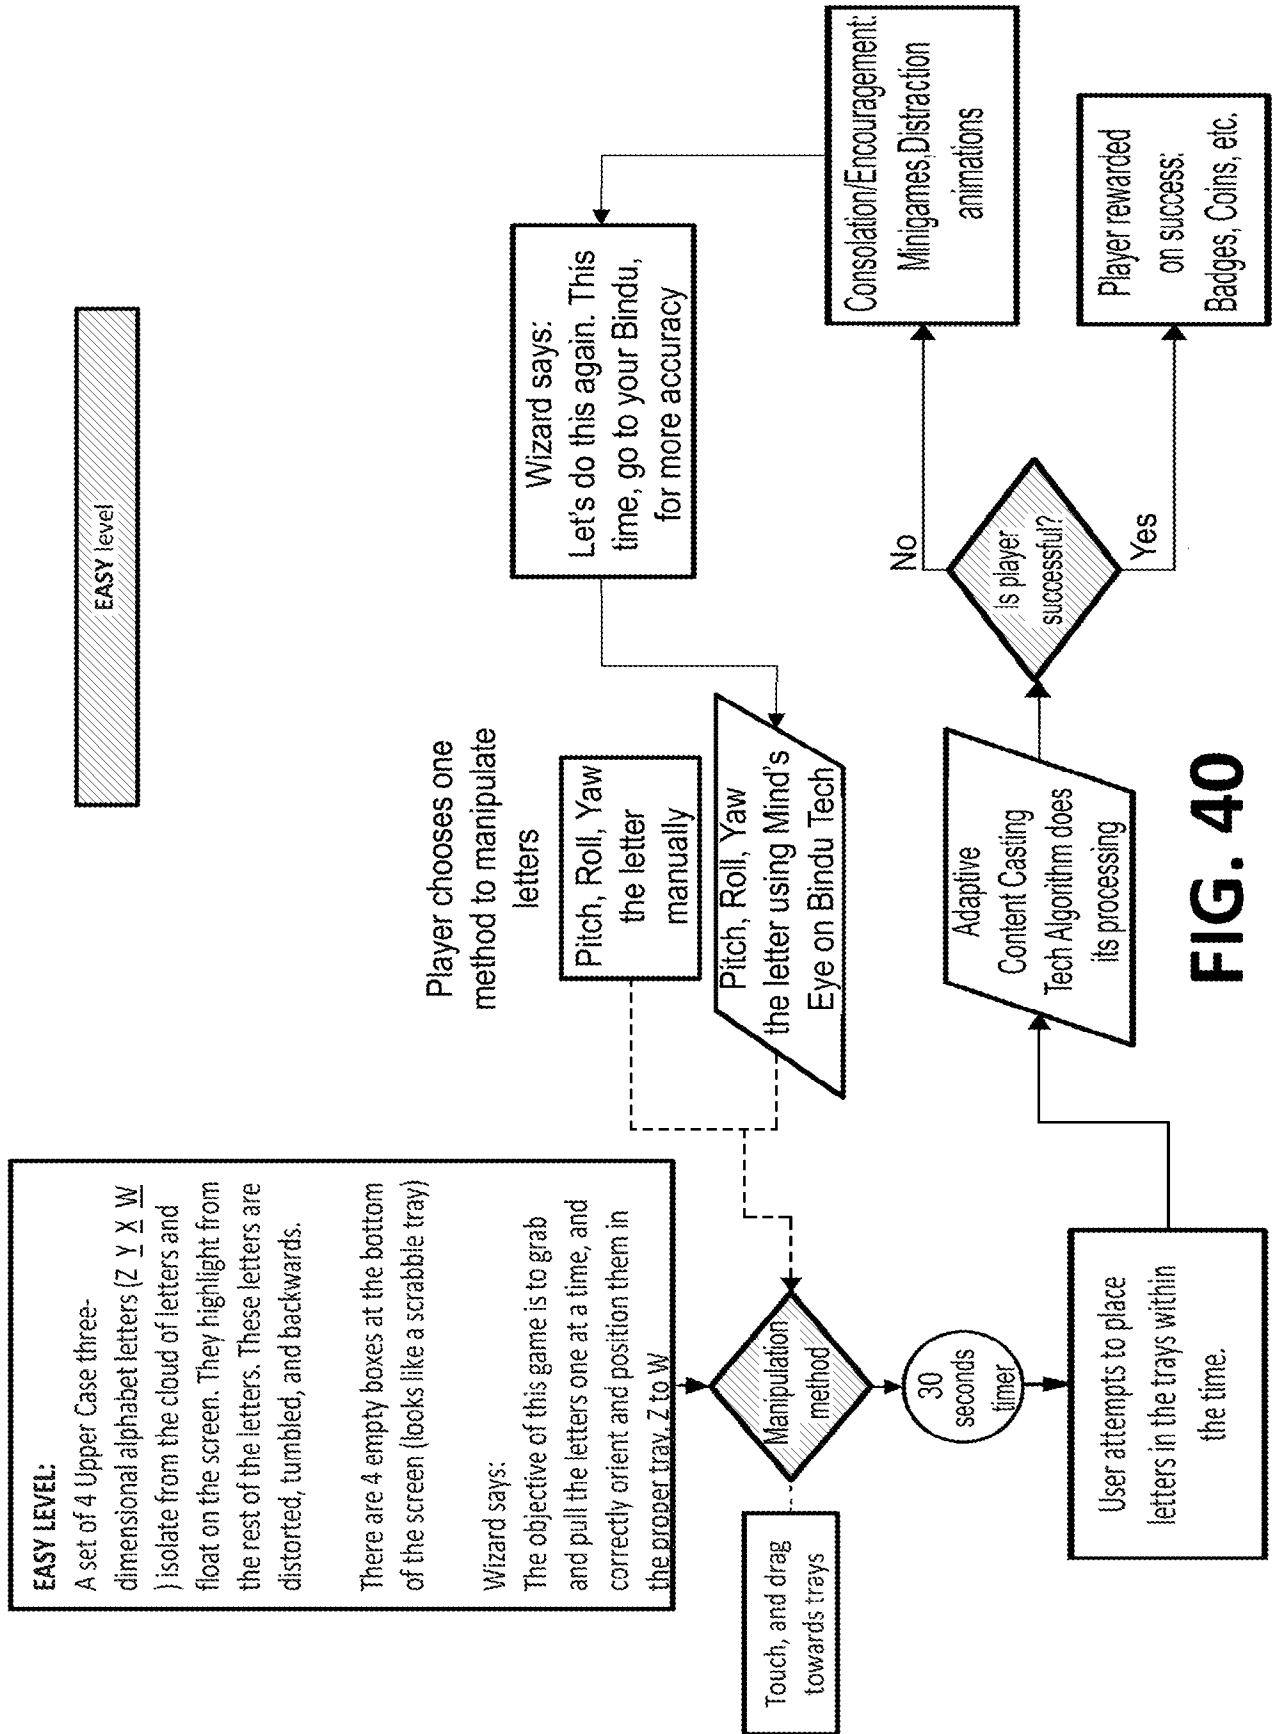 EASY level
EASY LEVEL:
A set of 4 Upper Case three-
dimensional alphabet letters (Z Y X W
) isolate from the cloud of letters and
float on the screen. They highlight from
the rest of the letters. These letters are
distorted, tumbled, and backwards.
There are 4 empty boxes at the bottom
of the screen (looks like a scrabble tray)
Wizard says:
The objective of this game is to grab
and pull the letters one at a time, and
correctly orient and position them in
the proper tray. Z to W
Player chooses one
method to manipulate
letters
Pitch, Roll, Yaw
the letter
manually
Pitch, Roll, Yaw
the letter using Mind's
Eye on Bindu Tech
Wizard says:
Let's do this again. This
time, go to your Bindu,
for more accuracy
Touch, and drag
towards trays
Manipulation
method
30
seconds
timer
User attempts to place
letters in the trays within
the time.
Adaptive
Content Casting
Tech Algorithm does
its processing
Is player
successful?
No
Yes
Consolation/Encouragement:
Minigames,Distraction
animations
Player rewarded
on success:
Badges, Coins, etc.
FIG. 40